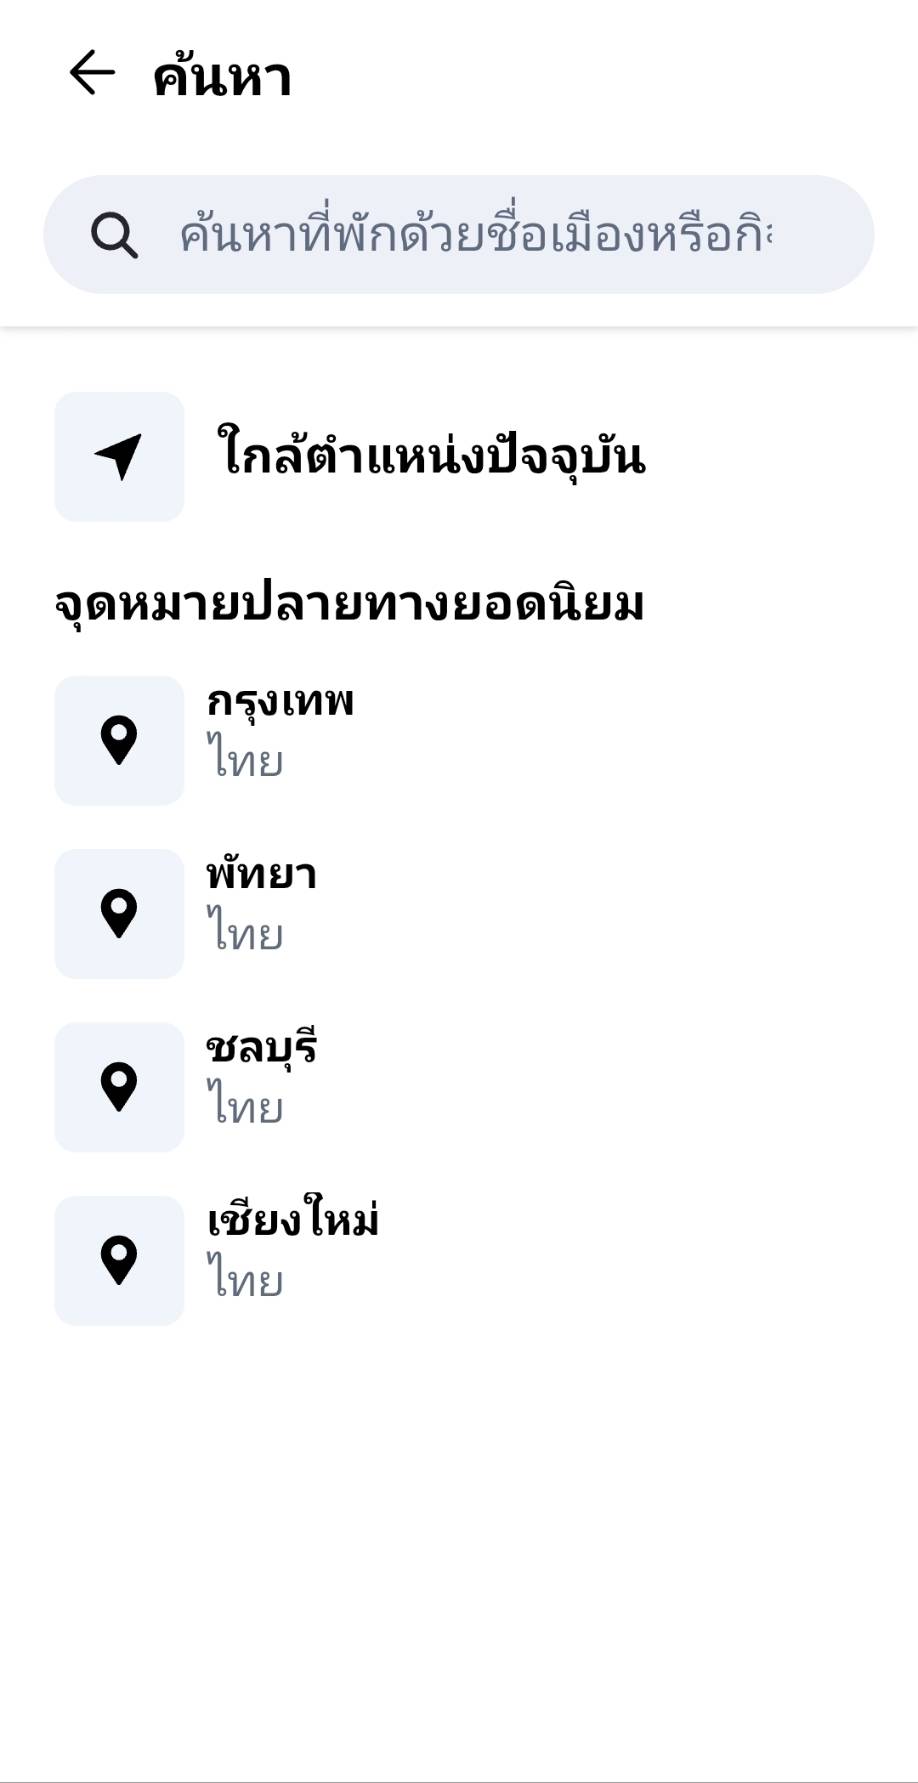 ค้นหา
ค้นหาที่พักด้วยชื่อเมืองหรือกิ
ใกล้ตำแหน่งปัจจุบัน
จุดหมายปลายทางยอดนิยม
กรุงเทพ
ไทย
พัทยา
ไทย
ชลบุรี
ไทย
เชียงใหม่
ไทย